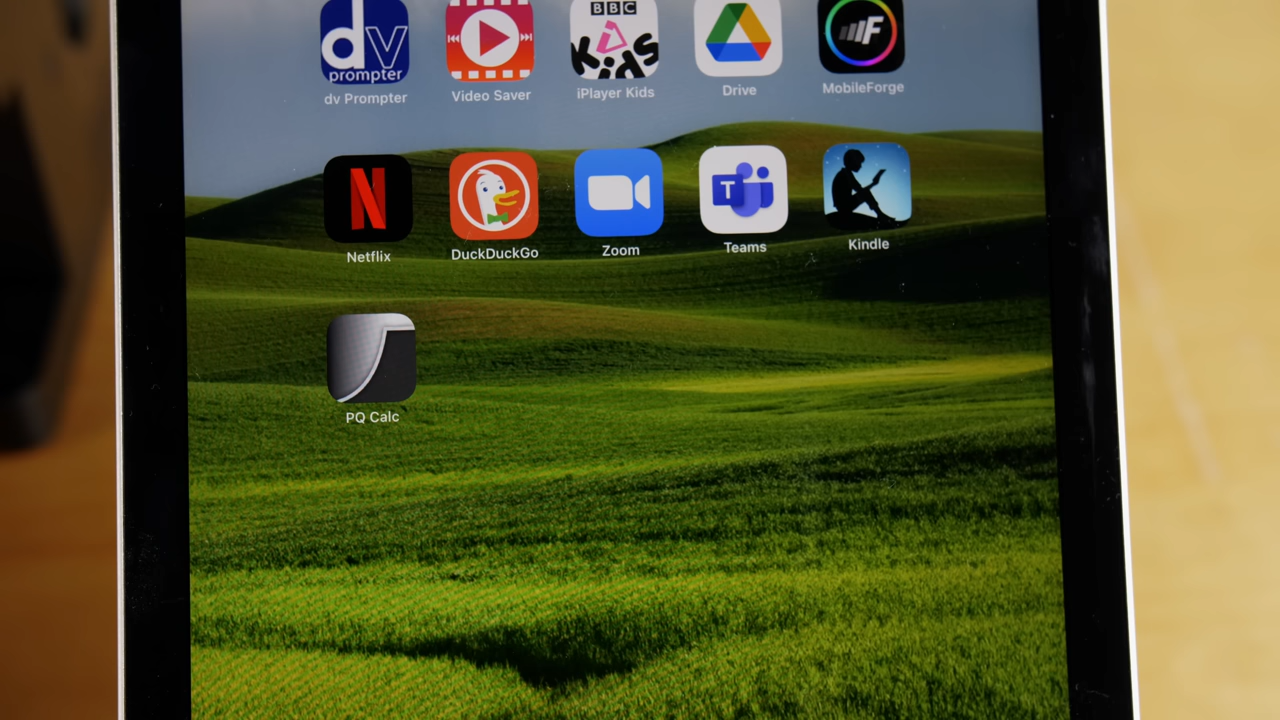 dv
prompter
BBC
Kids
F
dv Prompter
Video Saver
iPlayer Kids
Drive
MobileForge
N
T
Netflix
DuckDuckGo
Zoom
Teams
Kindle
PQ Calc